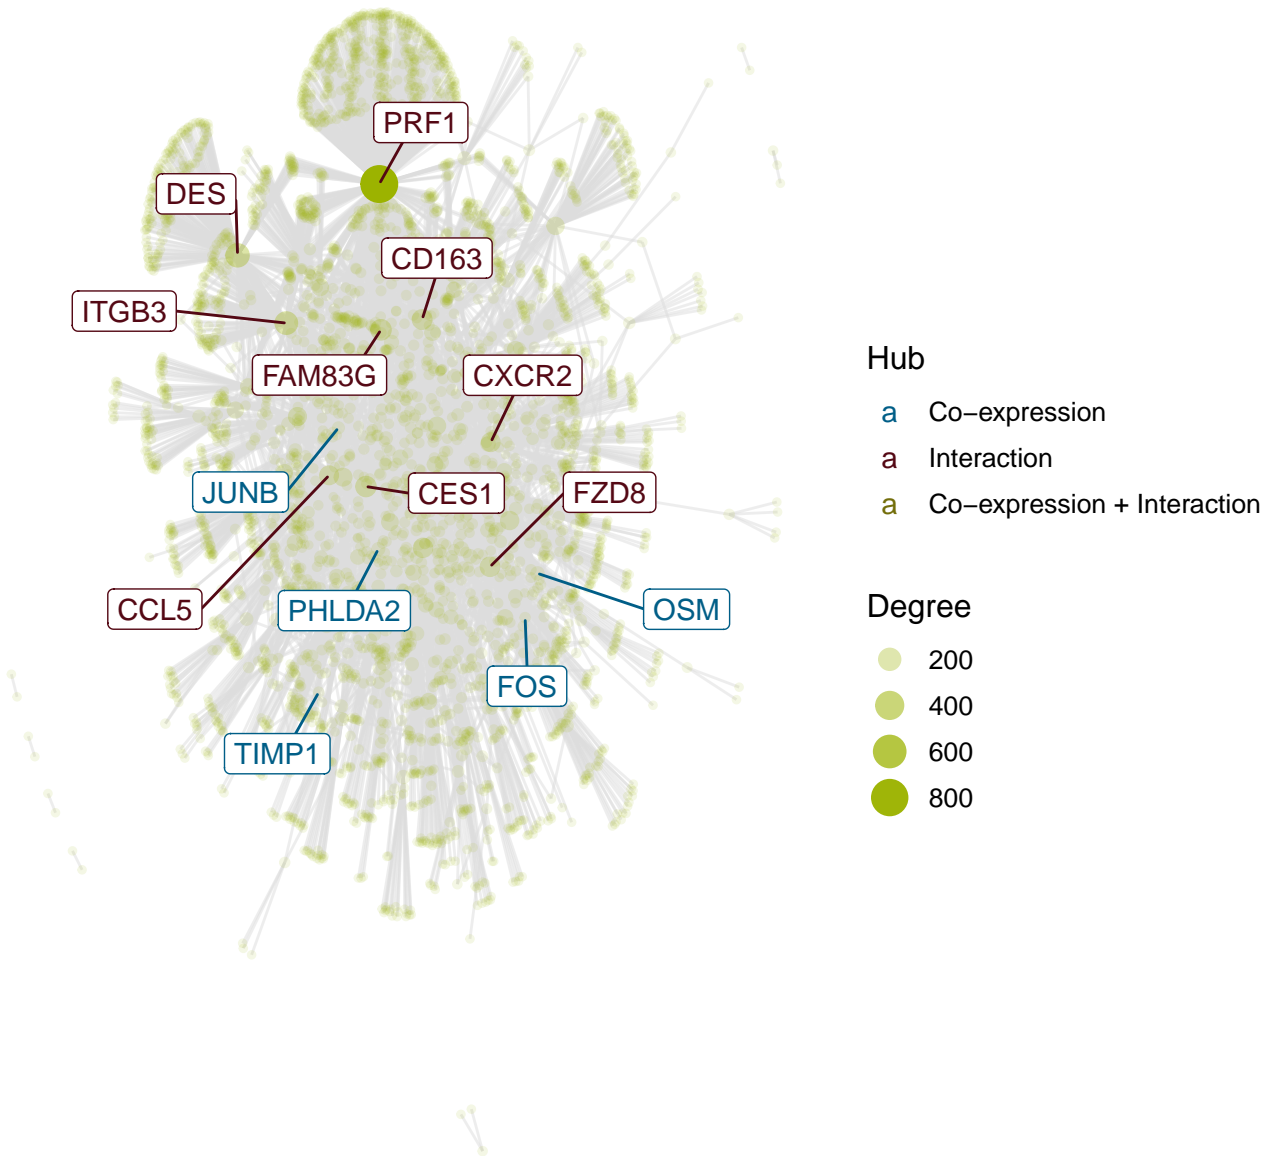 PRF1
DES
CD163
ITGB3
FAM83G
CXCR2
JUNB
CES1
FZD8
CCL5
PHLDA2
OSM
FOS
TIMP1
Hub
a Co−expression
a Interaction
a Co−expression + Interaction
Degree
200
400
600
800